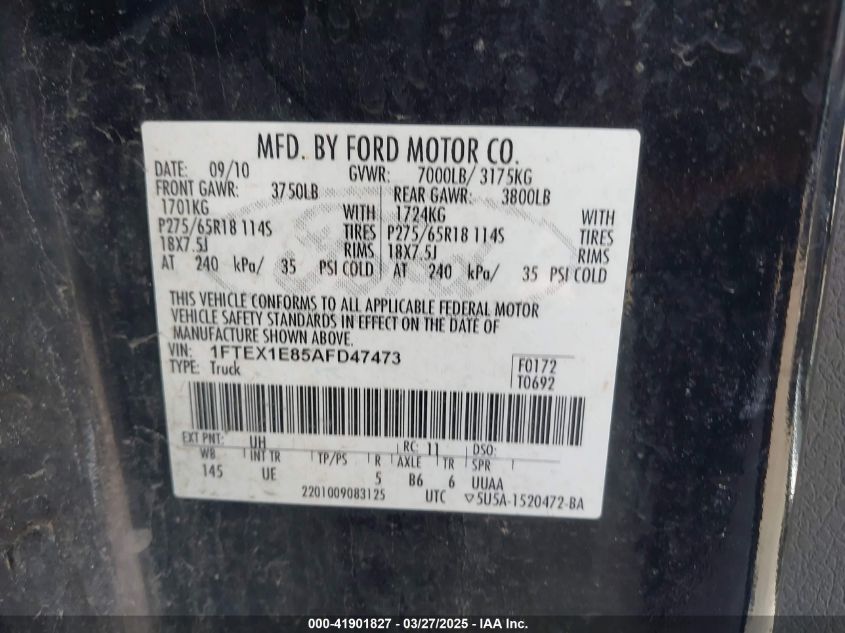 MFD. BY FORD MOTOR CO.
DATE: 09/10 GVWR: 7000LB/ 3175KG
FRONT GAWR: 3750LB REAR GAWR: 3800LB
1701KG WITH 1724KG WITH
P275/65R18 114S TIRES P275/65R18 114S TIRES
18X7.5J RIMS 18X7.5J RIMS
AT 240 kPa/ 35 PSI COLD AT 240 kPa/ 35 PSI COLD
THIS VEHICLE CONFORMS TO ALL APPLICABLE FEDERAL MOTOR
VEHICLE SAFETY STANDARDS IN EFFECT ON THE DATE OF
MANUFACTURE SHOWN ABOVE.
VIN: 1FTEX1E85AFD47473
TYPE: Truck
F0172
T0692
EXT PNT: UH RC: 11 DSO:
WB INT TR TP/PS R AXLE TR SPR
145 UE 5 B6 6 UUAA
2201009083125 UTC ▽5U5A-1520472-BA
000-41901827 - 03/27/2025 - IAA Inc.